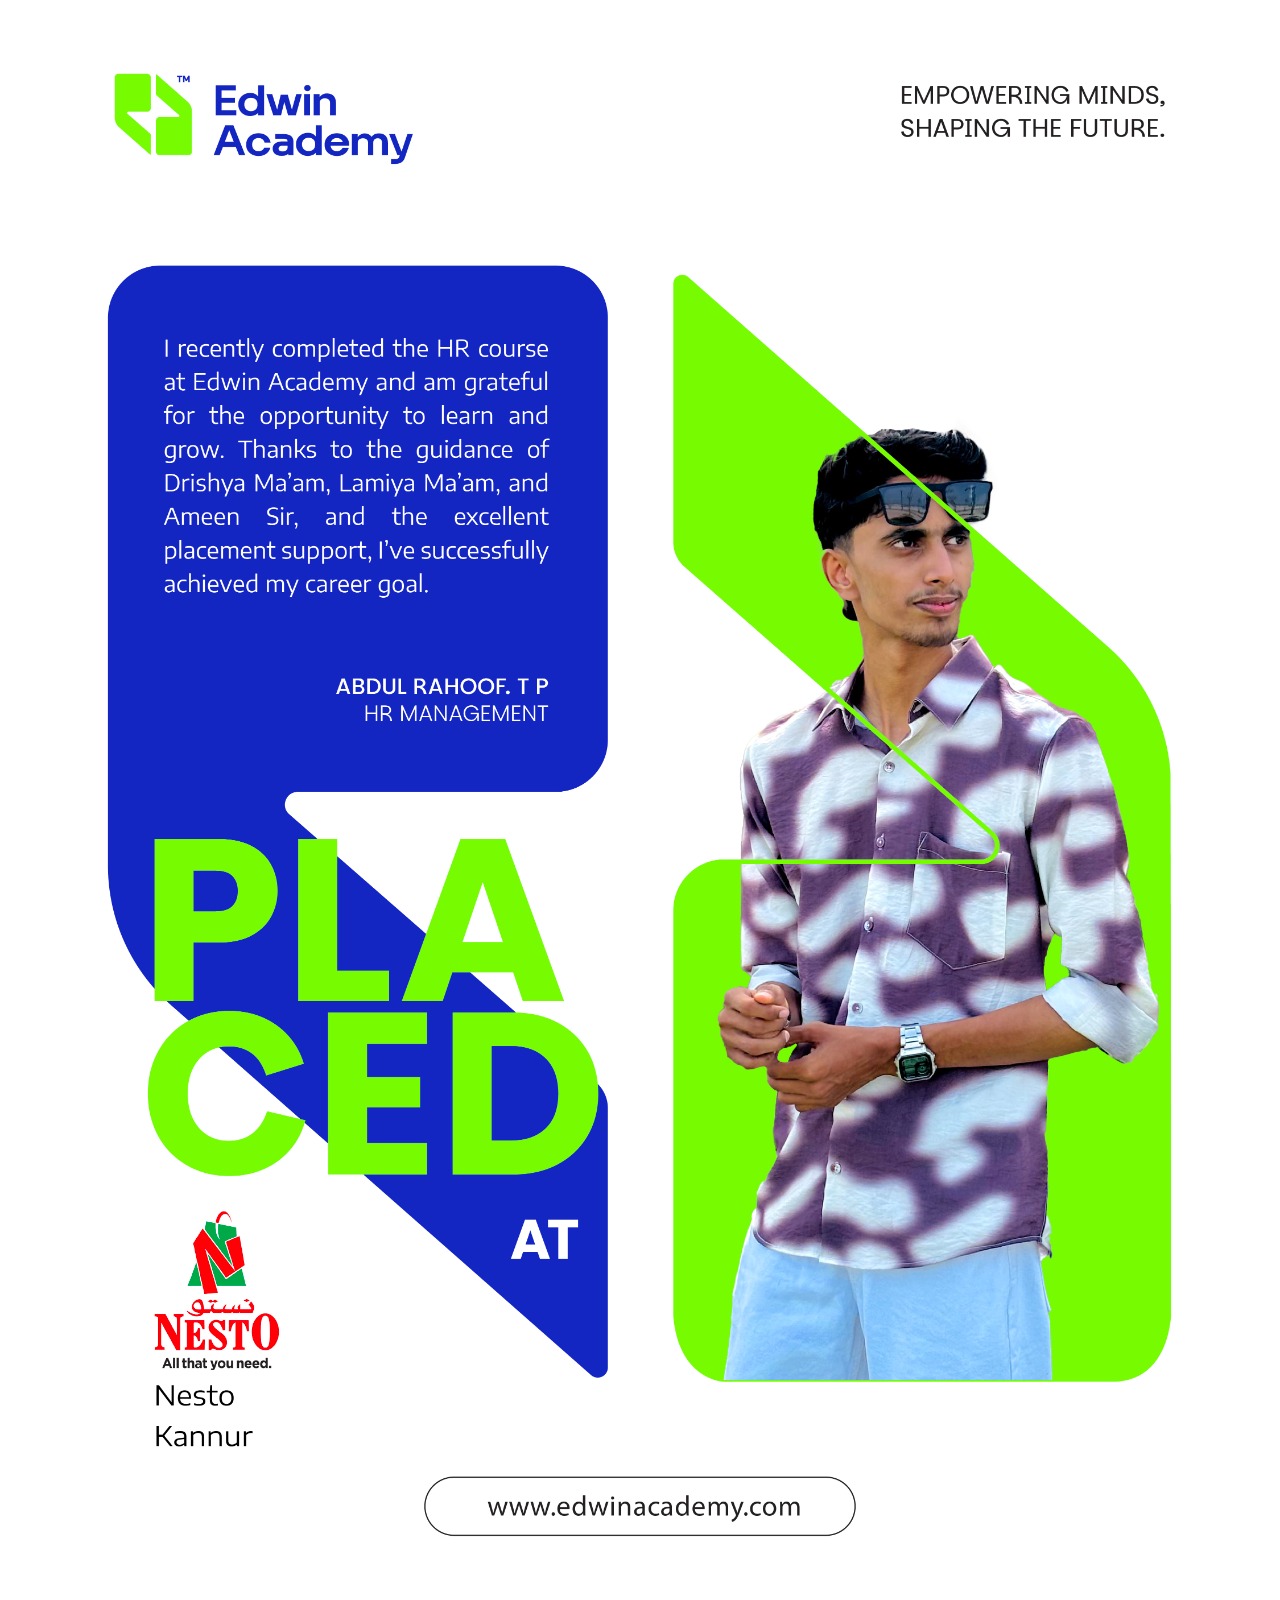 TM
Edwin
Academy
EMPOWERING MINDS,
SHAPING THE FUTURE.
I recently completed the HR course
at Edwin Academy and am grateful
for the opportunity to learn and
grow. Thanks to the guidance of
Drishya Ma’am, Lamiya Ma’am, and
Ameen Sir, and the excellent
placement support, I’ve successfully
achieved my career goal.
ABDUL RAHOOF. T P
HR MANAGEMENT
PLA
CED
AT
N
نستو
NESTO
All that you need.
Nesto
Kannur
www.edwinacademy.com